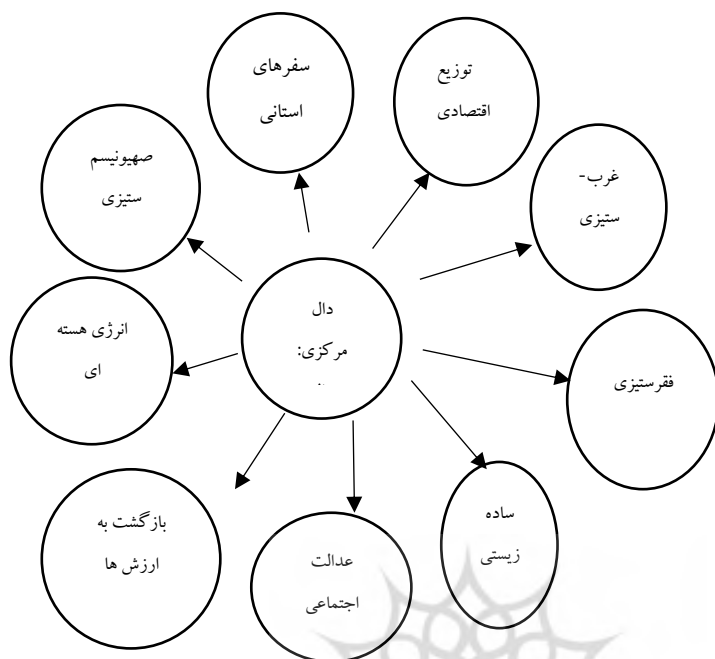 توزیع
اقتصادی
سفرهای
استانی
غرب-
ستیزی
صهیونیسم
ستیزی
دال
مرکزی:
انرژی هسته
ای
فقرستیزی
ساده
زیستی
بازگشت به
ارزش ها
عدالت
اجتماعی